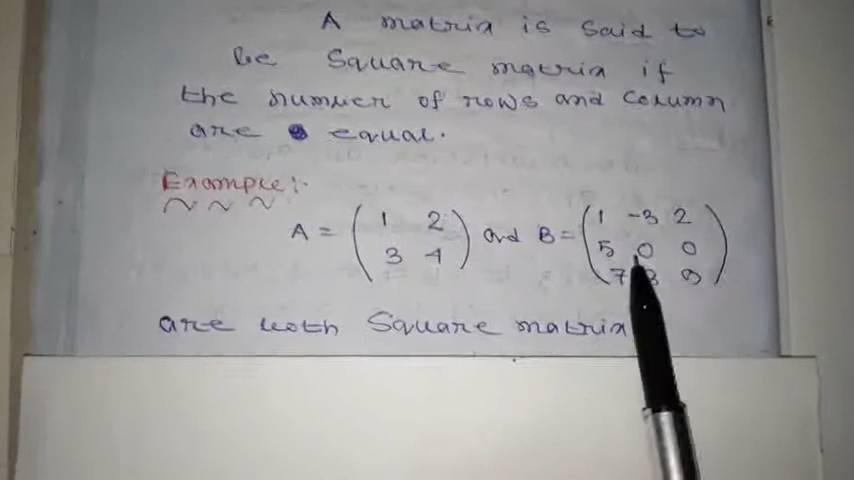 A matrix is said to
be square matrix if
the number of rows and column
are equal.
Example:
A = ( 1 2 ) and B = ( 1 -3 2 )
( 3 4 ) ( 5 0 0 )
( 7 8 9 )
are both square matrix